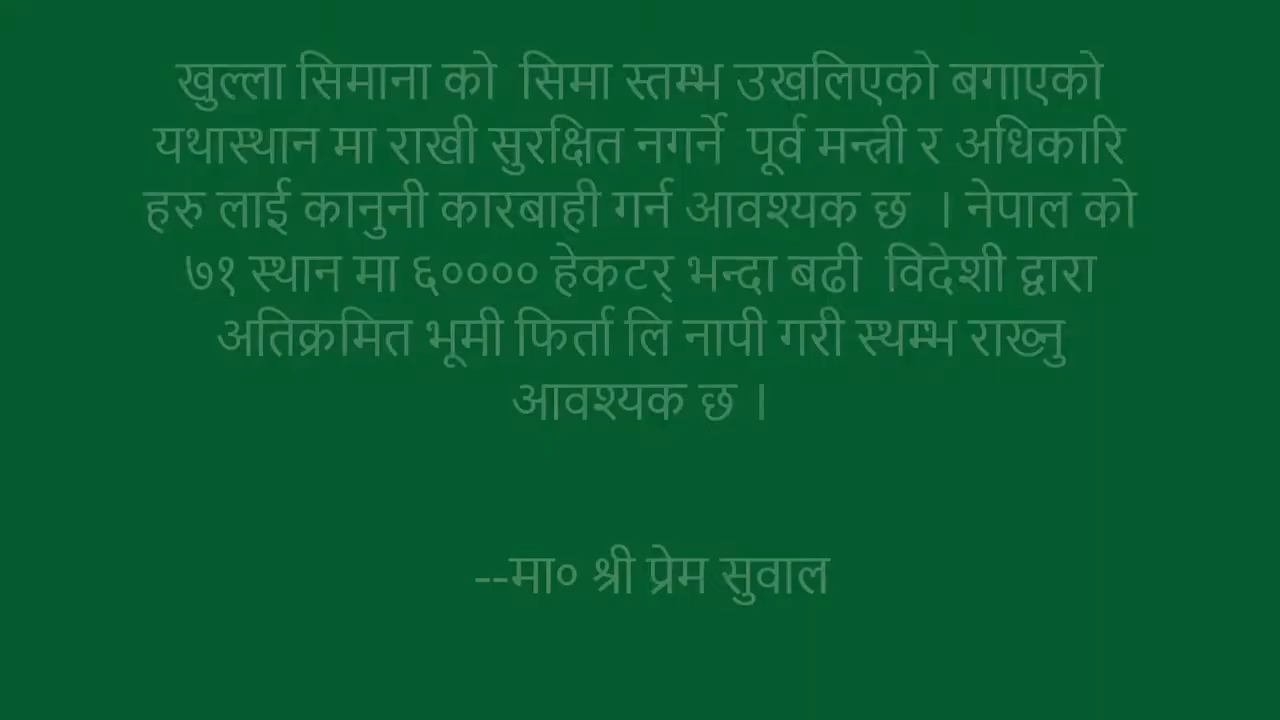 खुल्ला सिमाना को  सिमा स्तम्भ उखलिएको बगाएको
यथास्थान मा राखी सुरक्षित नगर्ने  पूर्व मन्त्री र अधिकारि
हरु लाई कानुनी कारबाही गर्न आवश्यक छ  । नेपाल को
७१ स्थान मा ६०००० हेकटर् भन्दा बढी  विदेशी द्वारा
अतिक्रमित भूमी फिर्ता लि नापी गरी स्थम्भ राख्नु
आवश्यक छ ।
--मा० श्री प्रेम सुवाल